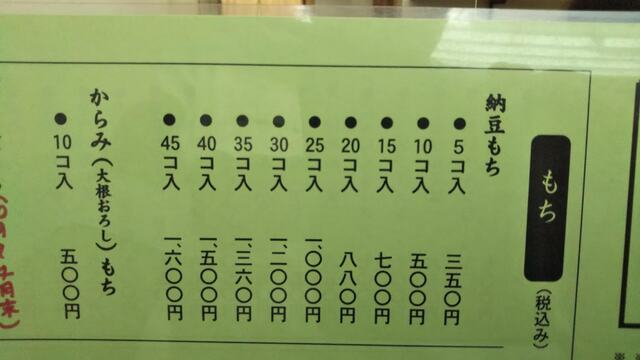 もち
(税込み)
納豆もち
● 5コ入 三五〇円
● 10コ入 五〇〇円
● 15コ入 七〇〇円
● 20コ入 八八〇円
● 25コ入 一、〇〇〇円
● 30コ入 一、二〇〇円
● 35コ入 一、三六〇円
● 40コ入 一、五〇〇円
● 45コ入 一、六〇〇円
からみ(大根おろし)もち
● 10コ入 五〇〇円